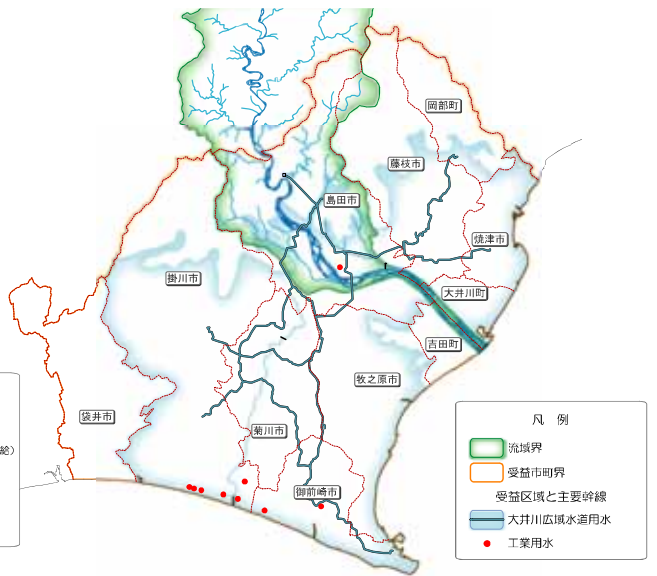 岡部町
藤枝市
島田市
焼津市
掛川市
大井川町
吉田町
牧之原市
袋井市
菊川市
給)
御前崎市
凡 例
流域界
受益市町界
受益区域と主要幹線
大井川広域水道用水
工業用水